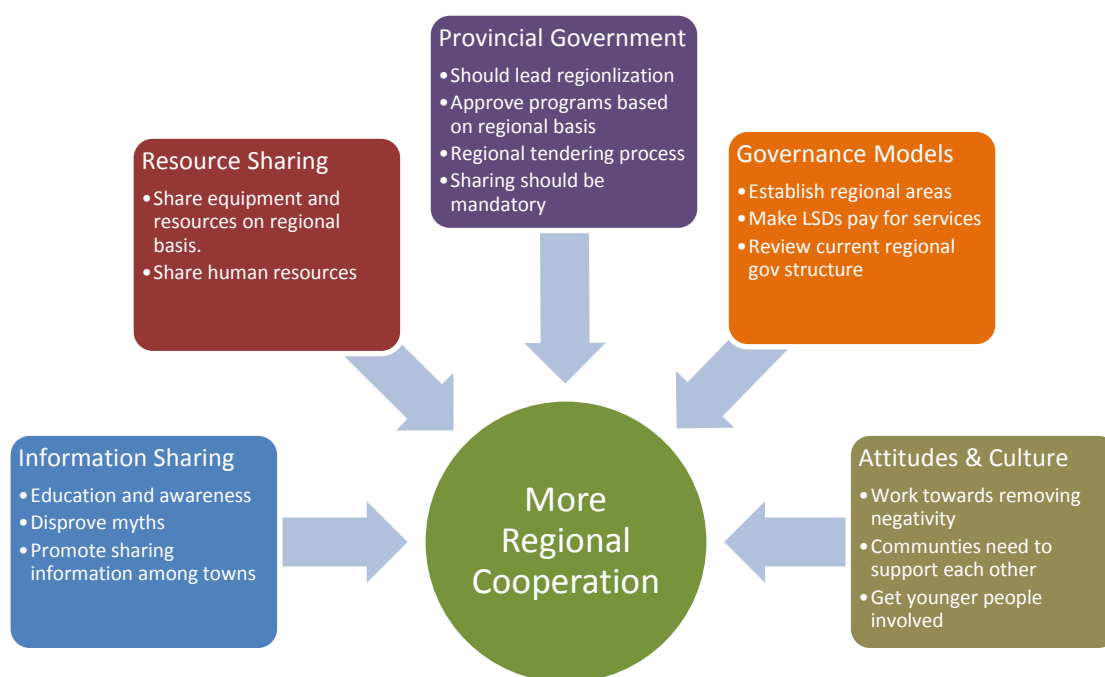 Provincial Government
•Should lead regionlization
•Approve programs based
on regional basis
•Regional tendering process
•Sharing should be
mandatory
Resource Sharing
•Share equipment and
resources on regional
basis.
•Share human resources
Governance Models
•Establish regional areas
•Make LSDs pay for services
•Review current regional
gov structure
Information Sharing
•Education and awareness
•Disprove myths
•Promote sharing
information among towns
More
Regional
Cooperation
Attitudes & Culture
•Work towards removing
negativity
•Communties need to
support each other
•Get younger people
involved